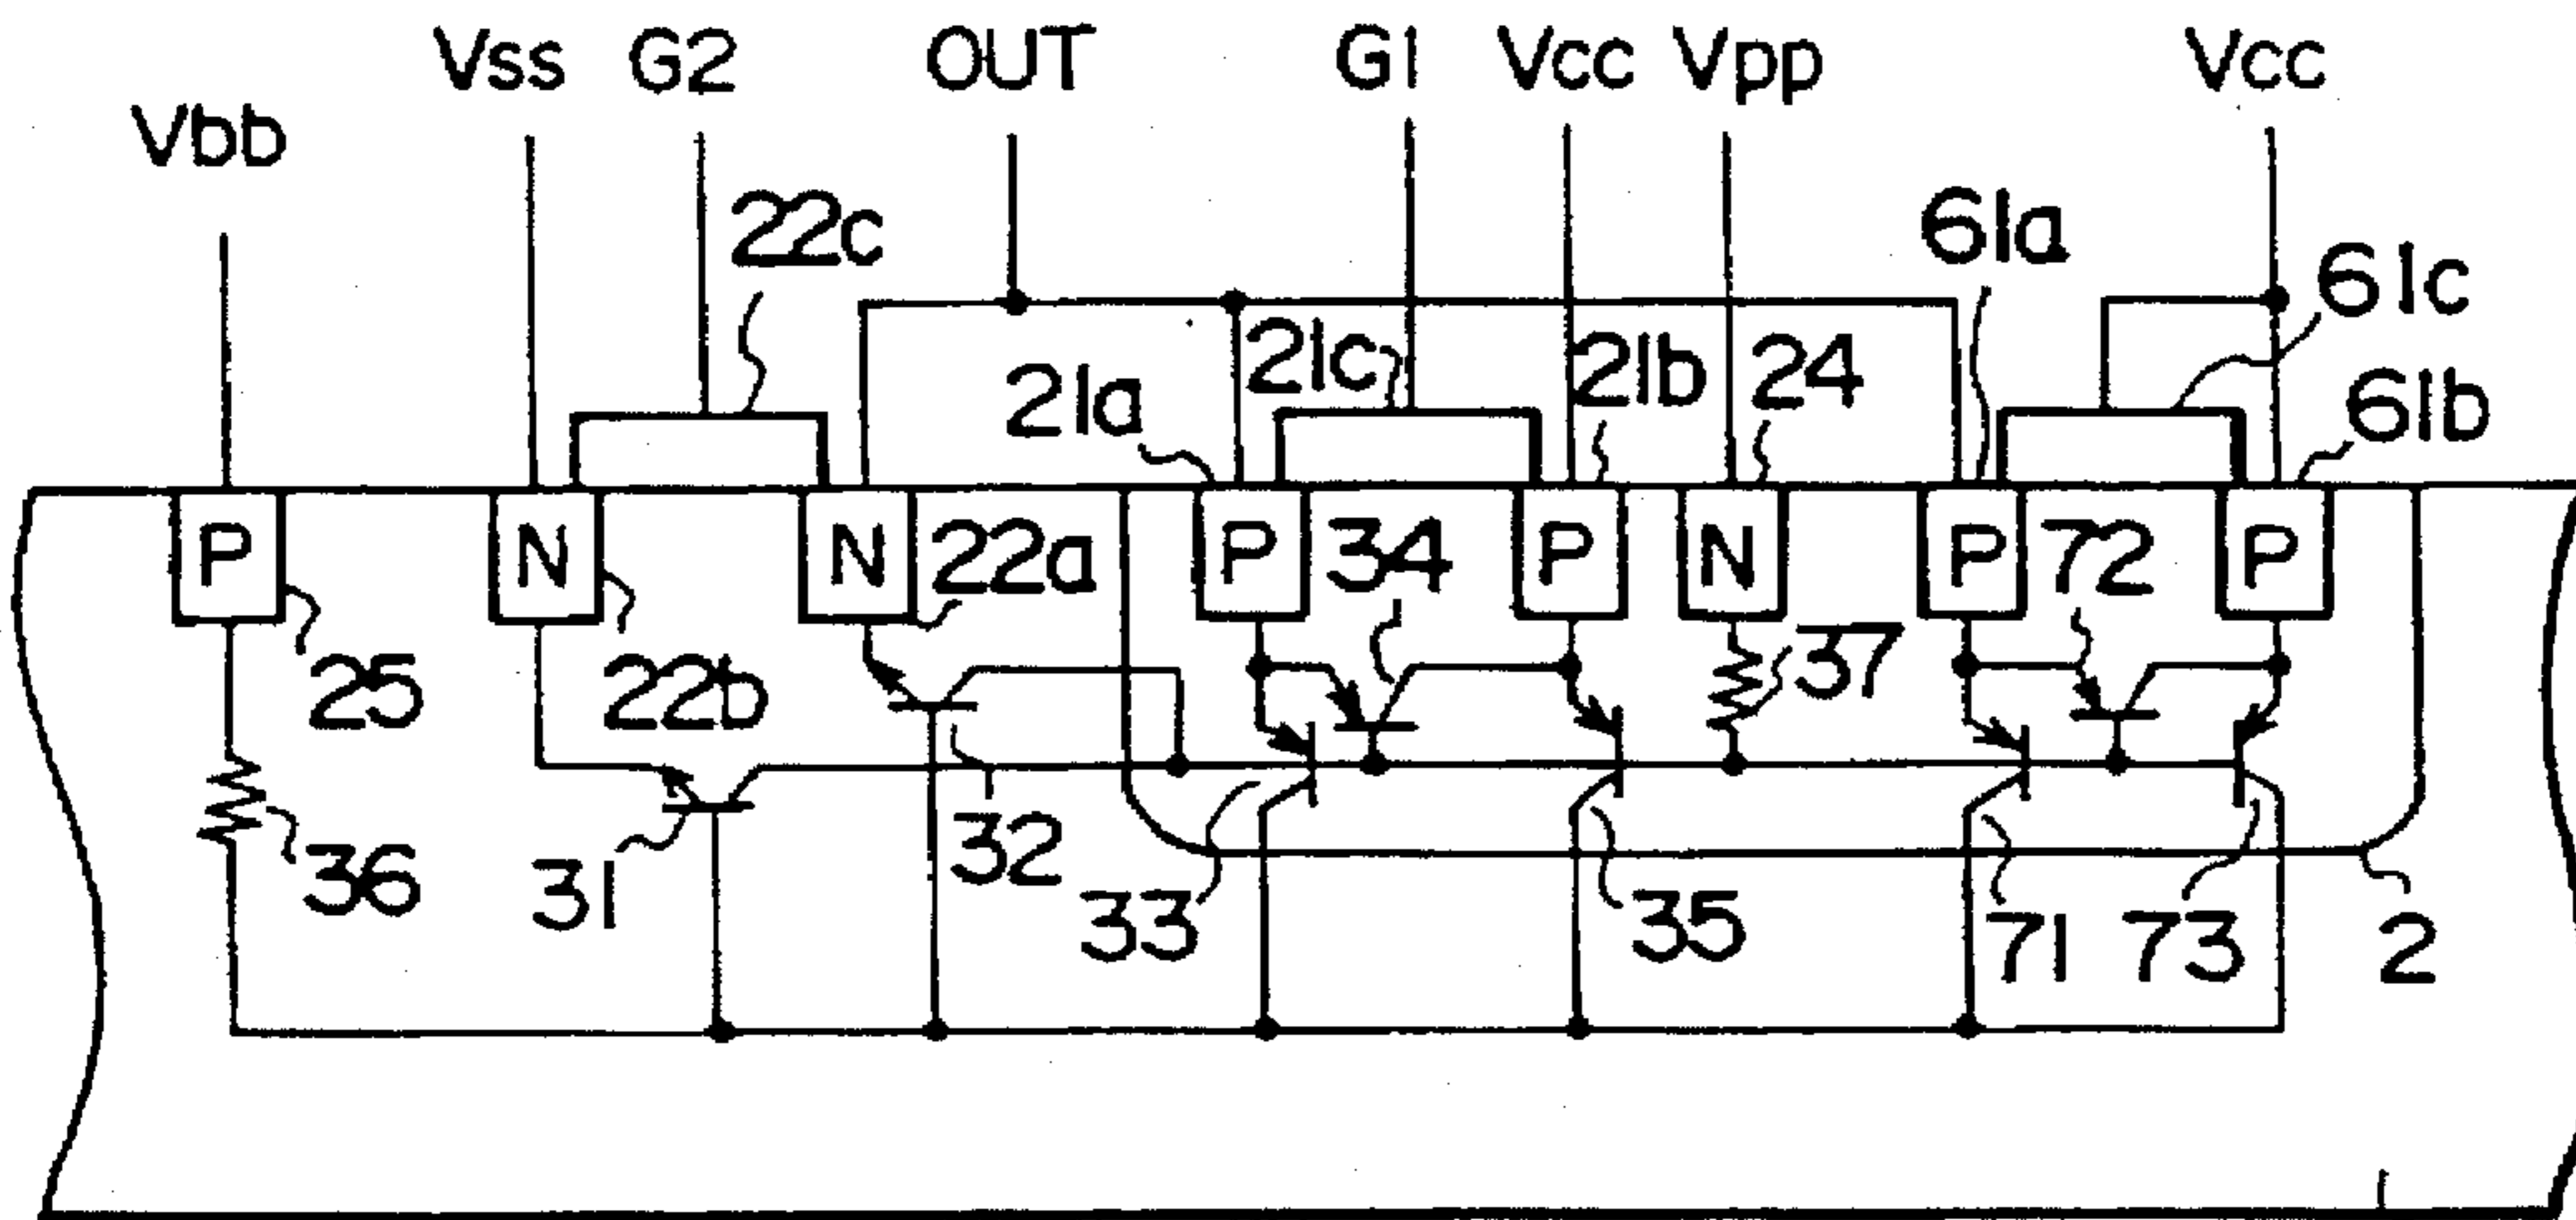 Vbb Vss G2 OUT G1 Vcc Vpp Vcc
22c 61a 61c
21a 21c 21b 24 61b
P N N 22a P 34 P N P 72 P
25 22b 37
36 31 32 33 35 71 73 2